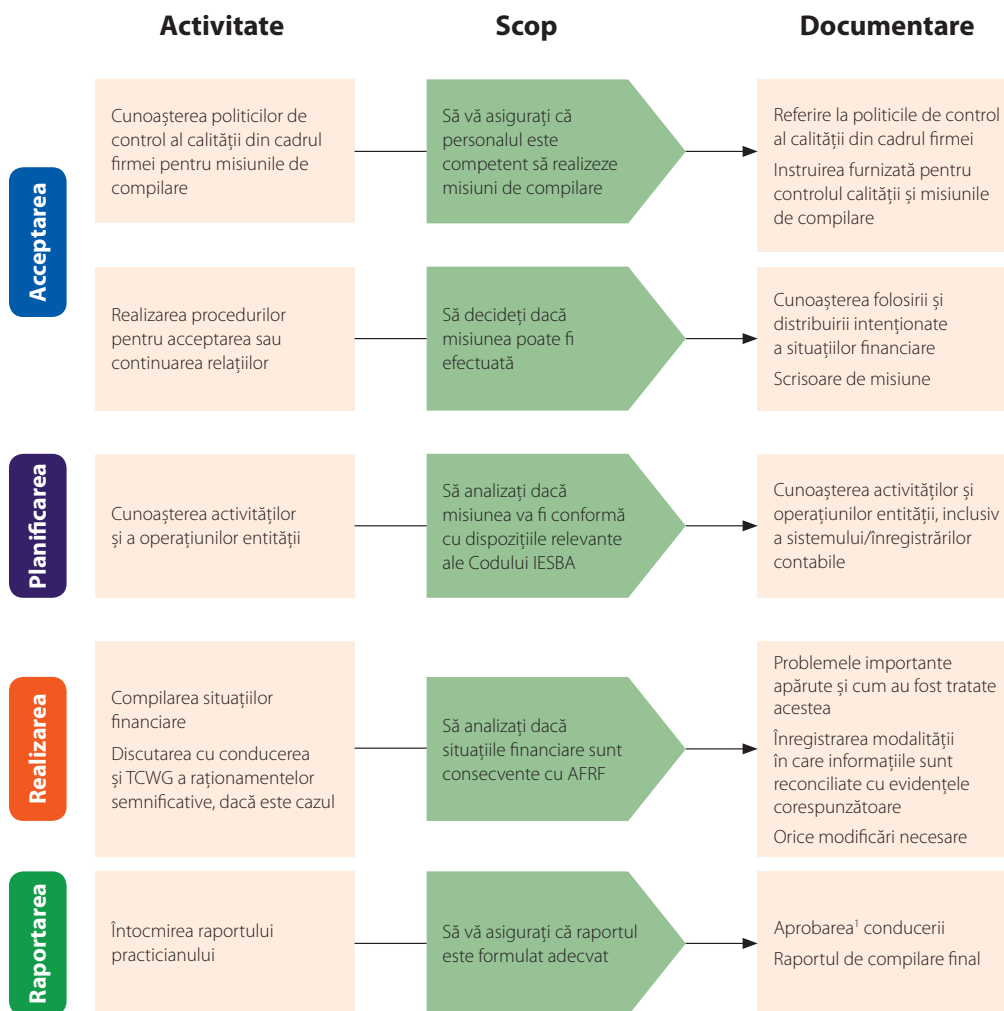 Activitate
Scop
Documentare
Acceptarea
Cunoașterea politicilor de
control al calității din cadrul
firmei pentru misiunile de
compilare
Să vă asigurați că
personalul este
competent să realizeze
misiuni de compilare
Referire la politicile de control
al calității din cadrul firmei
Instruirea furnizată pentru
controlul calității și misiunile
de compilare
Realizarea procedurilor
pentru acceptarea sau
continuarea relațiilor
Să decideți dacă
misiunea poate fi
efectuată
Cunoașterea folosirii și
distribuirii intenționate
a situațiilor financiare
Scrisoare de misiune
Planificarea
Cunoașterea activităților
și a operațiunilor entității
Să analizați dacă
misiunea va fi conformă
cu dispozițiile relevante
ale Codului IESBA
Cunoașterea activităților și
operațiunilor entității, inclusiv
a sistemului/înregistrărilor
contabile
Realizarea
Compilarea situațiilor
financiare
Discutarea cu conducerea
și TCWG a raționamentelor
semnificative, dacă este cazul
Să analizați dacă
situațiile financiare sunt
consecvente cu AFRF
Problemele importante
apărute și cum au fost tratate
acestea
Înregistrarea modalității
în care informațiile sunt
reconciliate cu evidențele
corespunzătoare
Orice modificări necesare
Raportarea
Întocmirea raportului
practicianului
Să vă asigurați că raportul
este formulat adecvat
Aprobarea¹ conducerii
Raportul de compilare final